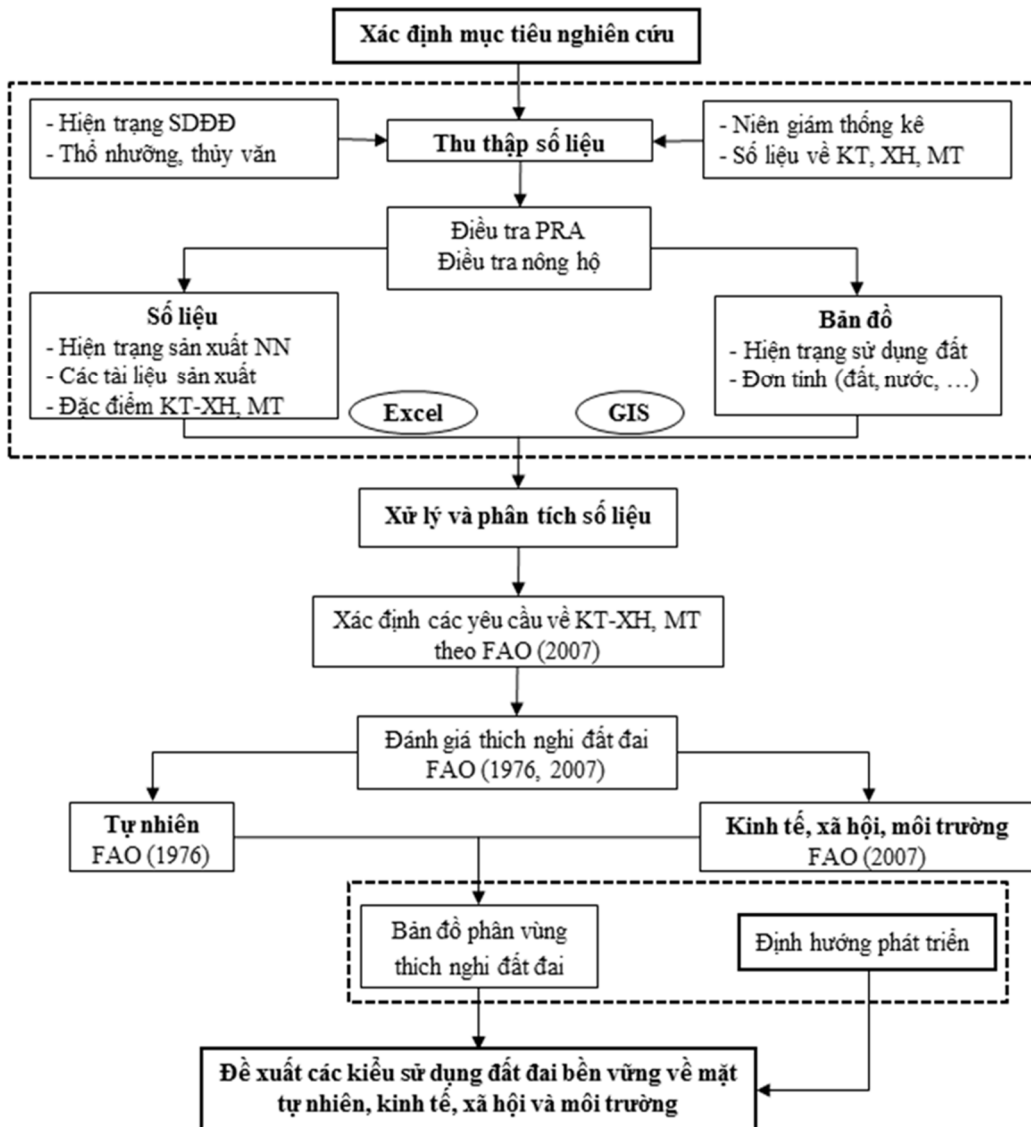 Xác định mục tiêu nghiên cứu
- Hiện trạng SDĐĐ
- Thổ nhưỡng, thủy văn
Thu thập số liệu
- Niên giám thống kê
- Số liệu về KT, XH, MT
Điều tra PRA
Điều tra nông hộ
Số liệu
- Hiện trạng sản xuất NN
- Các tài liệu sản xuất
- Đặc điểm KT-XH, MT
Bản đồ
- Hiện trạng sử dụng đất
- Đơn tính (đất, nước, …)
Excel
GIS
Xử lý và phân tích số liệu
Xác định các yêu cầu về KT-XH, MT
theo FAO (2007)
Đánh giá thích nghi đất đai
FAO (1976, 2007)
Tự nhiên
FAO (1976)
Kinh tế, xã hội, môi trường
FAO (2007)
Bản đồ phân vùng
thích nghi đất đai
Định hướng phát triển
Đề xuất các kiểu sử dụng đất đai bền vững về mặt
tự nhiên, kinh tế, xã hội và môi trường